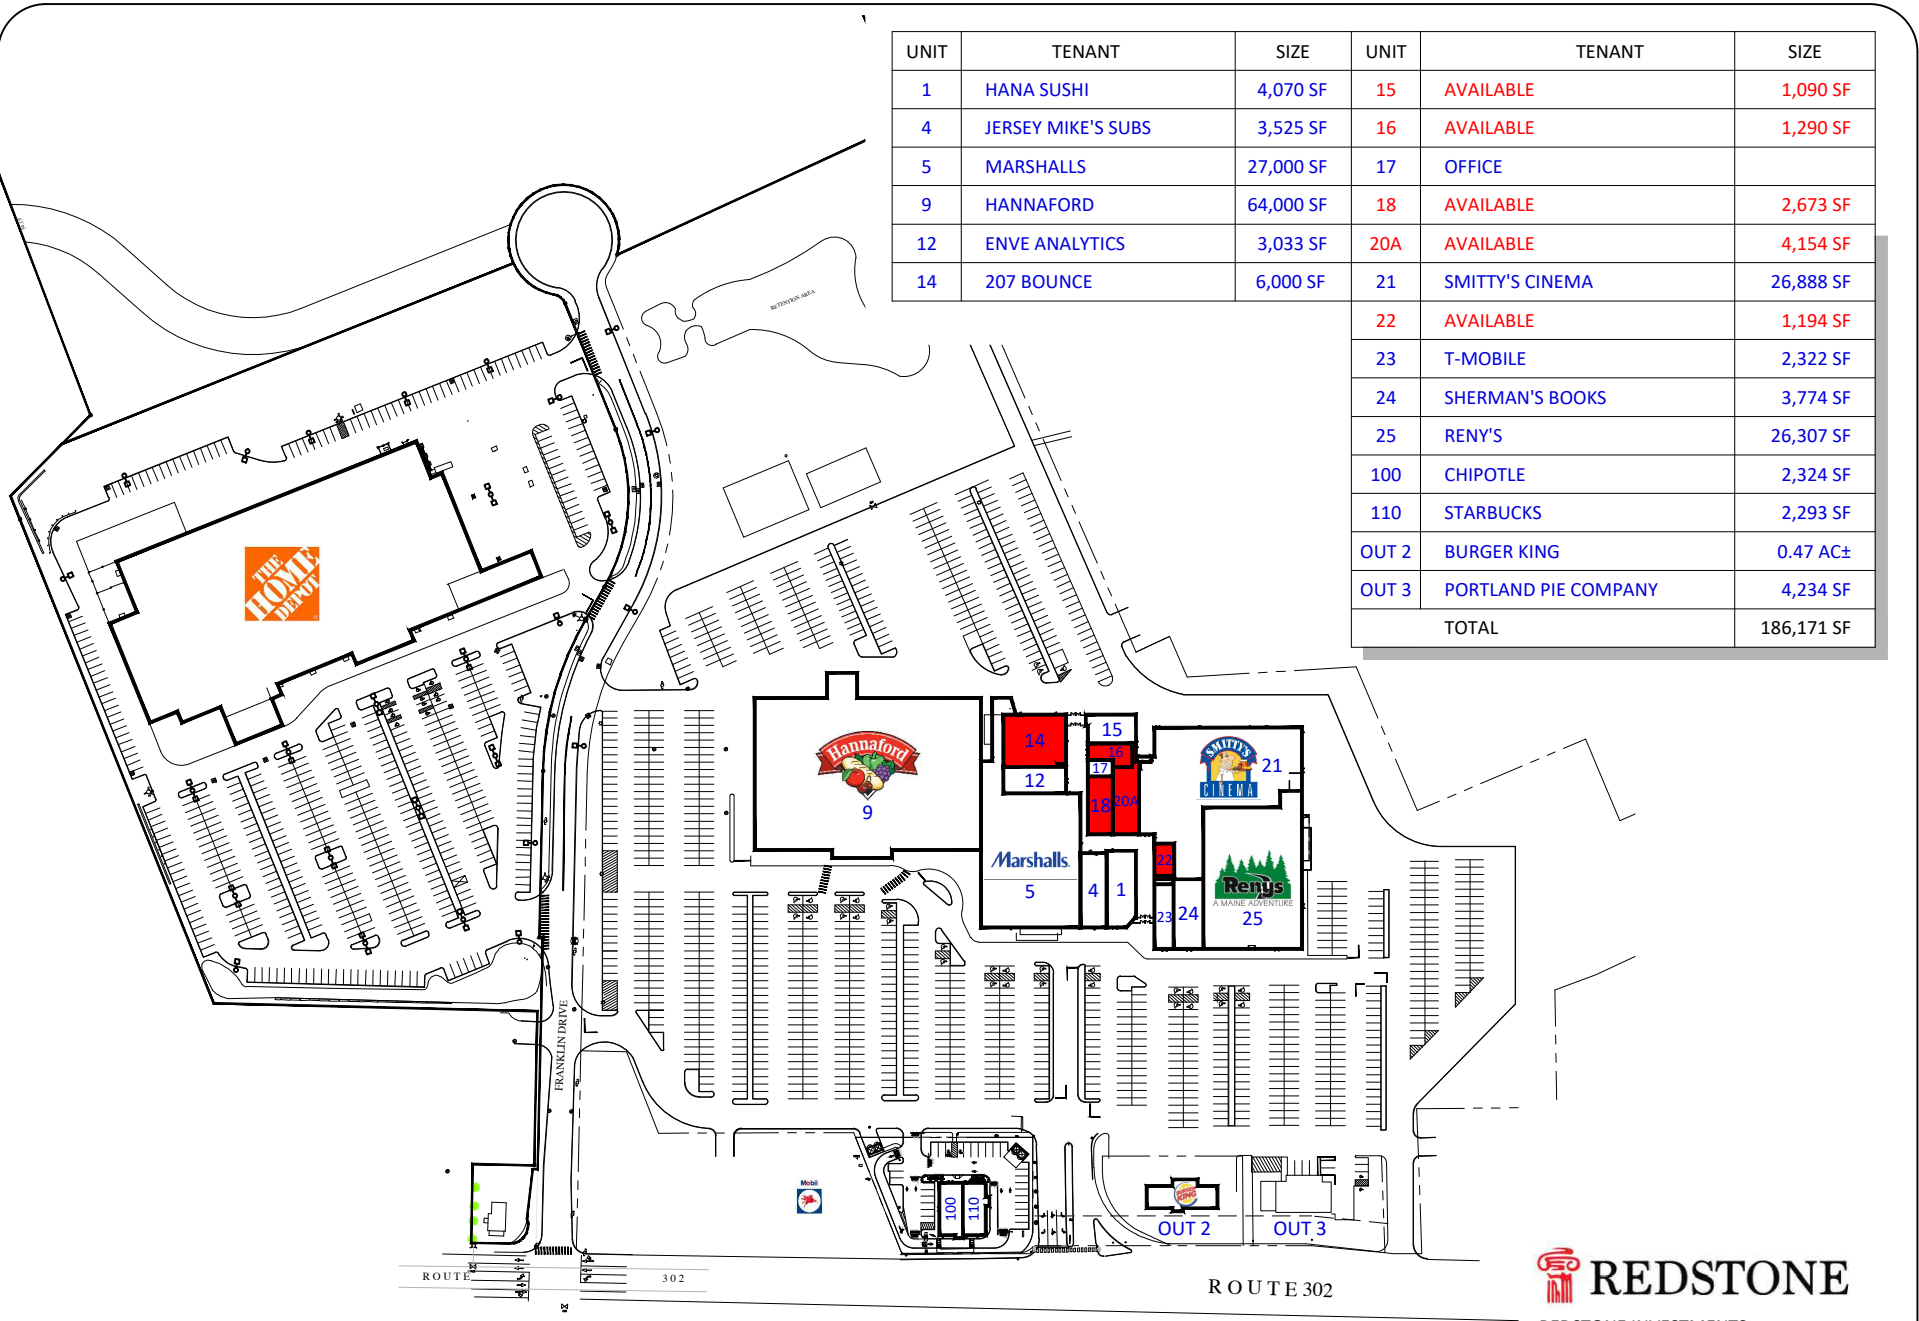 UNIT TENANT SIZE UNIT TENANT SIZE
1 HANA SUSHI 4,070 SF 15 AVAILABLE 1,090 SF
4 JERSEY MIKE'S SUBS 3,525 SF 16 AVAILABLE 1,290 SF
5 MARSHALLS 27,000 SF 17 OFFICE
9 HANNAFORD 64,000 SF 18 AVAILABLE 2,673 SF
12 ENVE ANALYTICS 3,033 SF 20A AVAILABLE 4,154 SF
14 207 BOUNCE 6,000 SF 21 SMITTY'S CINEMA 26,888 SF
22 AVAILABLE 1,194 SF
23 T-MOBILE 2,322 SF
24 SHERMAN'S BOOKS 3,774 SF
25 RENY'S 26,307 SF
100 CHIPOTLE 2,324 SF
110 STARBUCKS 2,293 SF
OUT 2 BURGER KING 0.47 AC±
OUT 3 PORTLAND PIE COMPANY 4,234 SF
TOTAL 186,171 SF
RETENTION AREA
THE
HOME
DEPOT
Hannaford
9
14
12
15
16
17
18
20A
SMITTY'S
CINEMA
21
Marshalls.
5
4
1
22
23
24
Renys
A MAINE ADVENTURE
25
FRANKLIN DRIVE
Mobil
100
110
BURGER
KING
OUT 2
OUT 3
ROUTE 302
ROUTE 302
REDSTONE